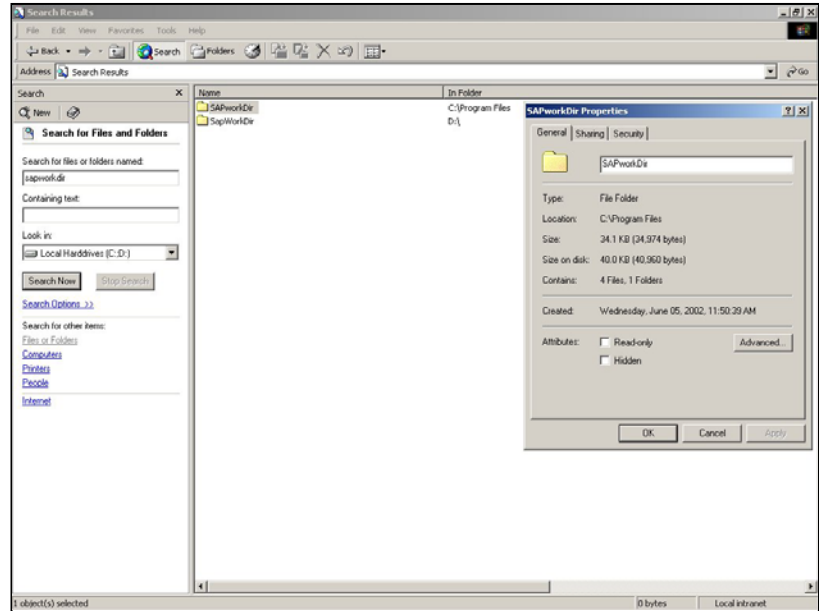 Search Results
File Edit View Favorites Tools Help
Back Search Folders
Address Search Results Go
Search
New
Search for Files and Folders
Search for files or folders named:
sapworkdir
Containing text:
Look in:
Local Harddrives (C:;D:)
Search Now Stop Search
Search Options >>
Search for other items:
Files or Folders
Computers
Printers
People
Internet
Name In Folder
SAPworkDir C:\Program Files
SapWorkDir D:\
SAPworkDir Properties
General Sharing Security
SAPworkDir
Type: File Folder
Location: C:\Program Files
Size: 34.1 KB (34,974 bytes)
Size on disk: 40.0 KB (40,960 bytes)
Contains: 4 Files, 1 Folders
Created: Wednesday, June 05, 2002, 11:50:39 AM
Attributes: Read-only Advanced...
Hidden
OK Cancel Apply
1 object(s) selected 0 bytes Local intranet